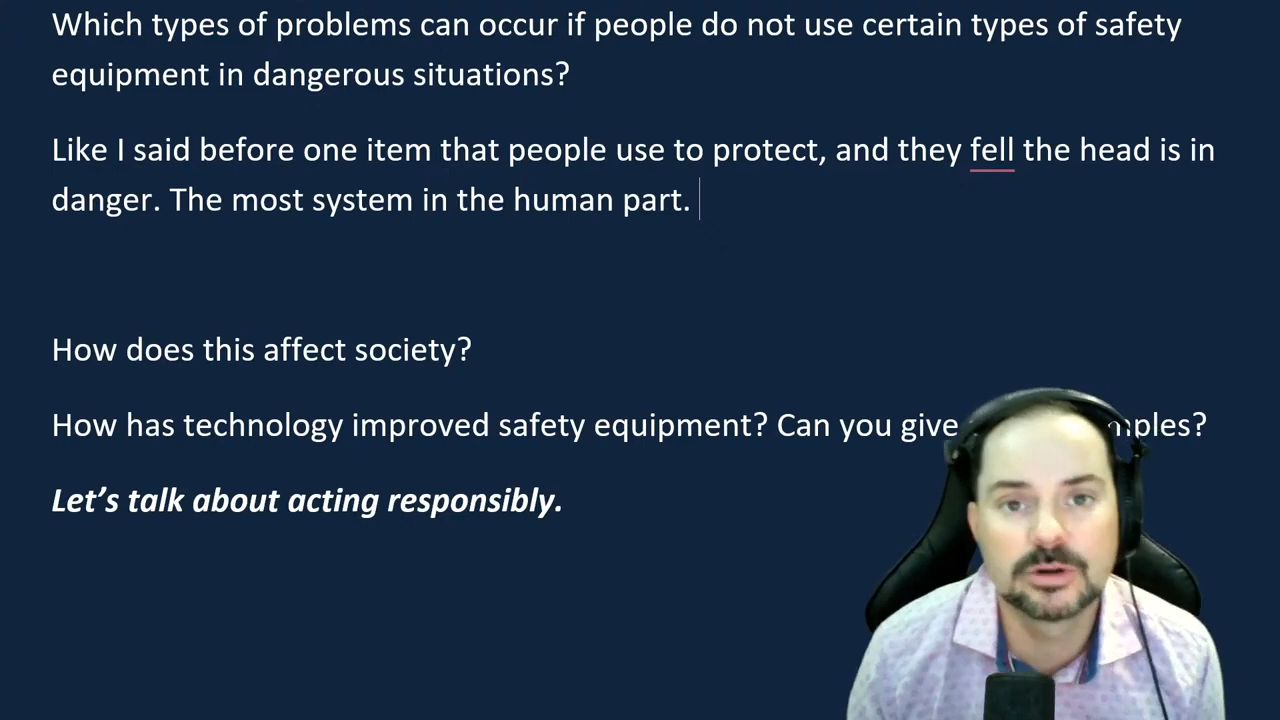 Which types of problems can occur if people do not use certain types of safety
equipment in dangerous situations?
Like I said before one item that people use to protect, and they fell the head is in
danger. The most system in the human part.
How does this affect society?
How has technology improved safety equipment? Can you give
Let's talk about acting responsibly.